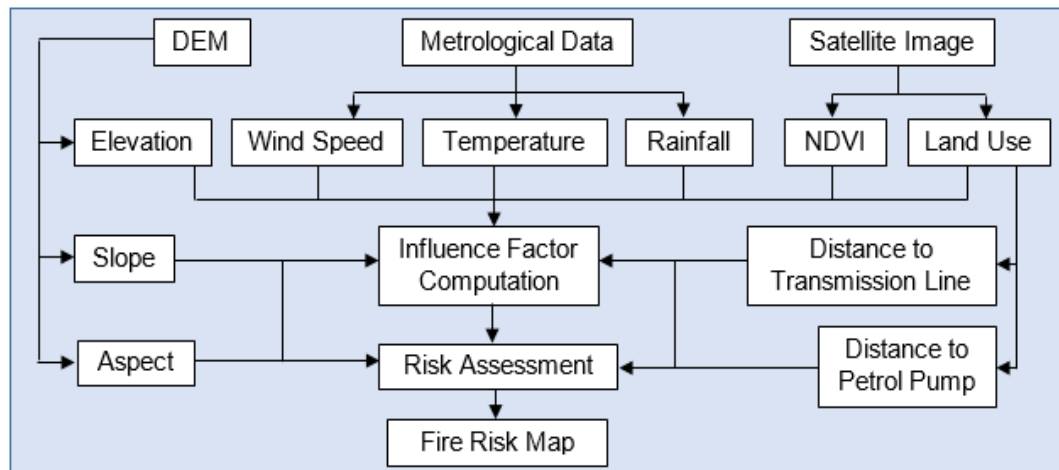 DEM
Metrological Data
Satellite Image
Elevation
Wind Speed
Temperature
Rainfall
NDVI
Land Use
Slope
Influence Factor
Computation
Distance to
Transmission Line
Aspect
Risk Assessment
Distance to
Petrol Pump
Fire Risk Map